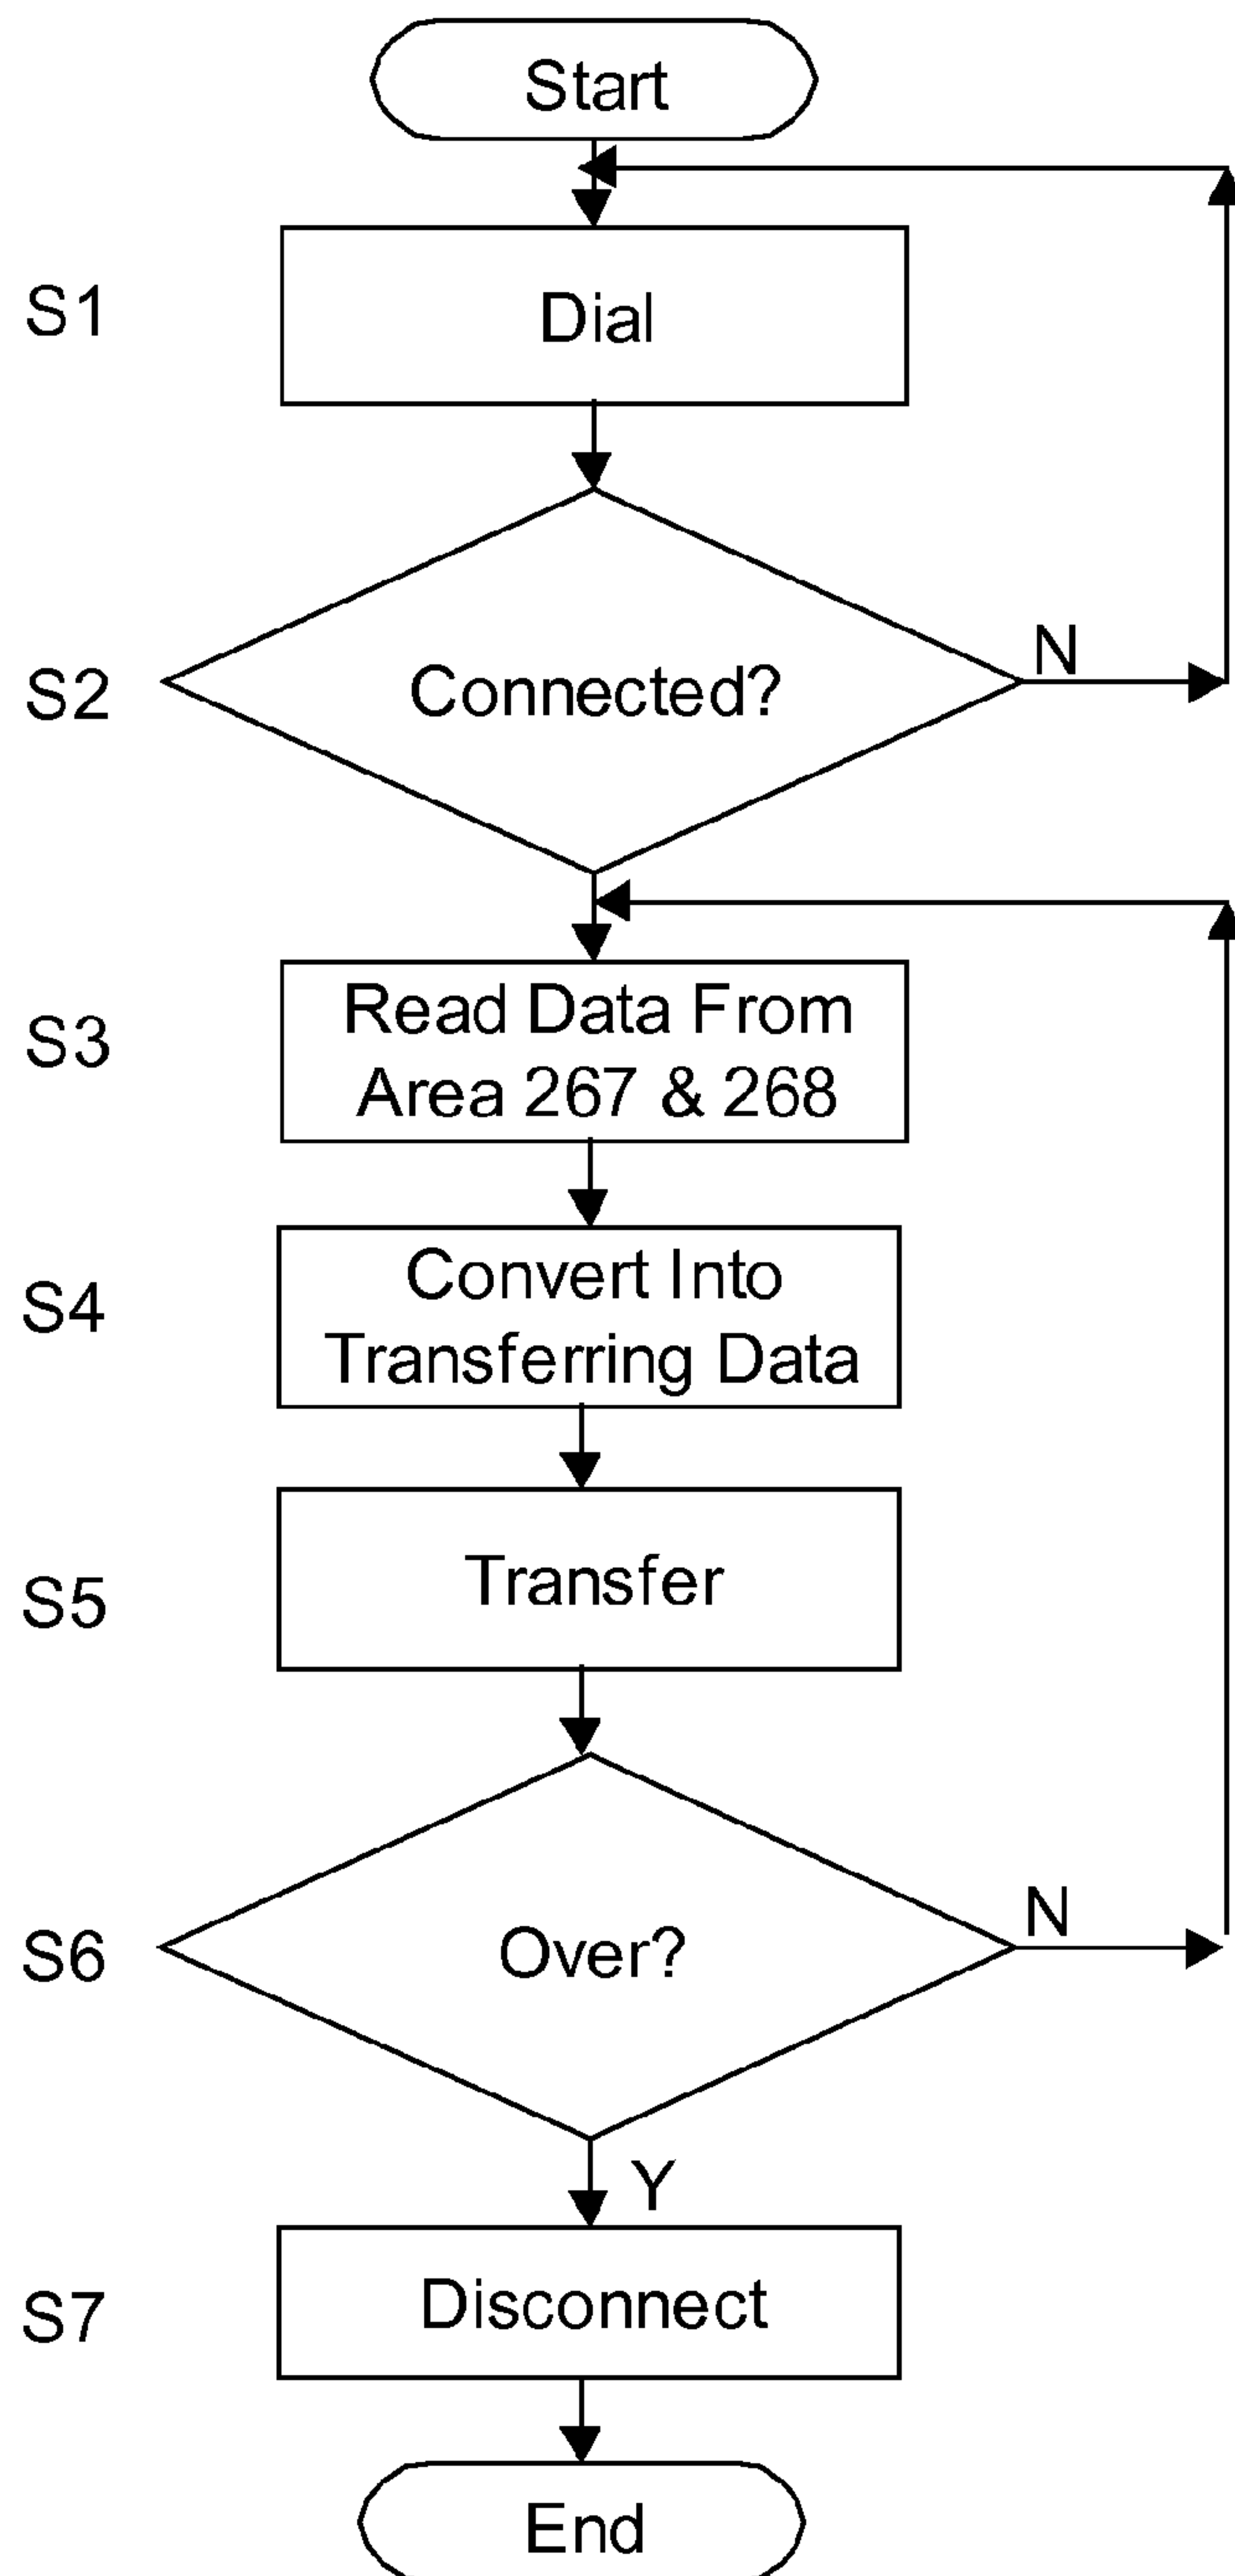 Start
S1
Dial
S2
Connected?
N
S3
Read Data From
Area 267 & 268
S4
Convert Into
Transferring Data
S5
Transfer
S6
Over?
N
Y
S7
Disconnect
End